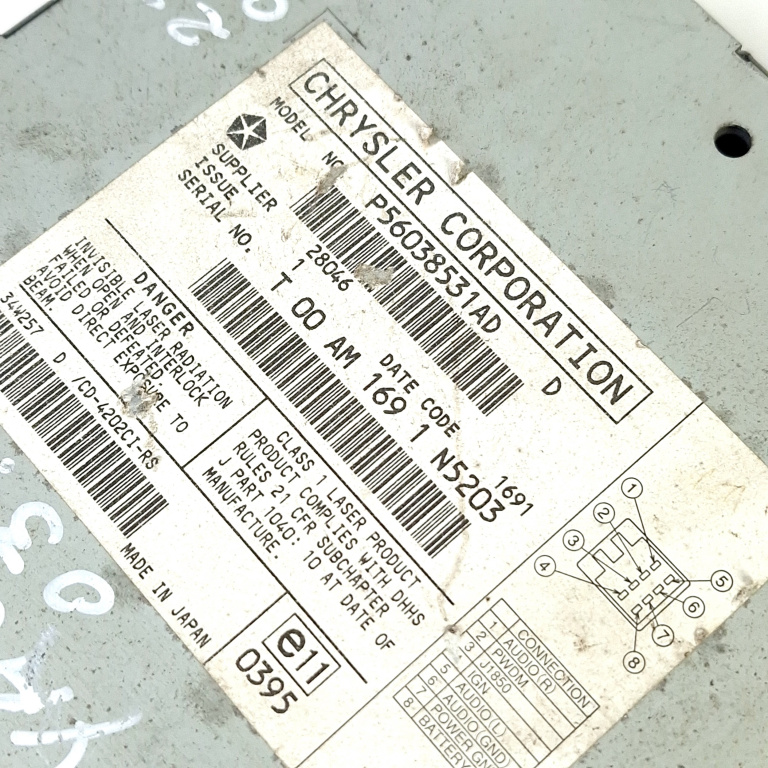 CHRYSLER CORPORATION
MODEL NO. P56038531AD D
SUPPLIER 28046 DATE CODE 1691
ISSUE. 1
SERIAL NO. T 00 AM 169 1 N5203
DANGER
INVISIBLE LASER RADIATION
WHEN OPEN AND INTERLOCK
FAILED OR DEFEATED.
AVOID DIRECT EXPOSURE TO
BEAM.
34W257 D /CD-4202CI-RS
CLASS 1 LASER PRODUCT
PRODUCT COMPLIES WITH DHHS
RULES 21 CFR SUBCHAPTER
J PART 1040: 10 AT DATE OF
MANUFACTURE.
MADE IN JAPAN
e11
0395
1
2
3
4
5
6
7
8
CONNECTION
1 AUDIO(R)
2 PWDM
3 J1850
IGN
5 AUDIO(L)
6 AUDIO(GND)
7 POWER GND
8 BATTERY